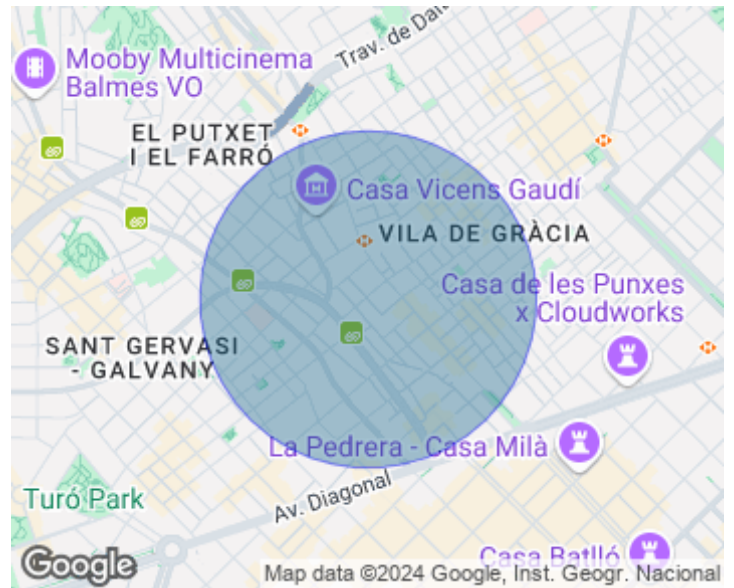 Mooby Multicinema
Balmes VO
Trav. de Dal
EL PUTXET
I EL FARRÓ
Casa Vicens Gaudí
VILA DE GRÀCIA
Casa de les Punxes
x Cloudworks
SANT GERVASI
- GALVANY
La Pedrera - Casa Milà
Turó Park
Av. Diagonal
Casa Batlló
Google
Map data ©2024 Google, Inst. Geogr. Nacional